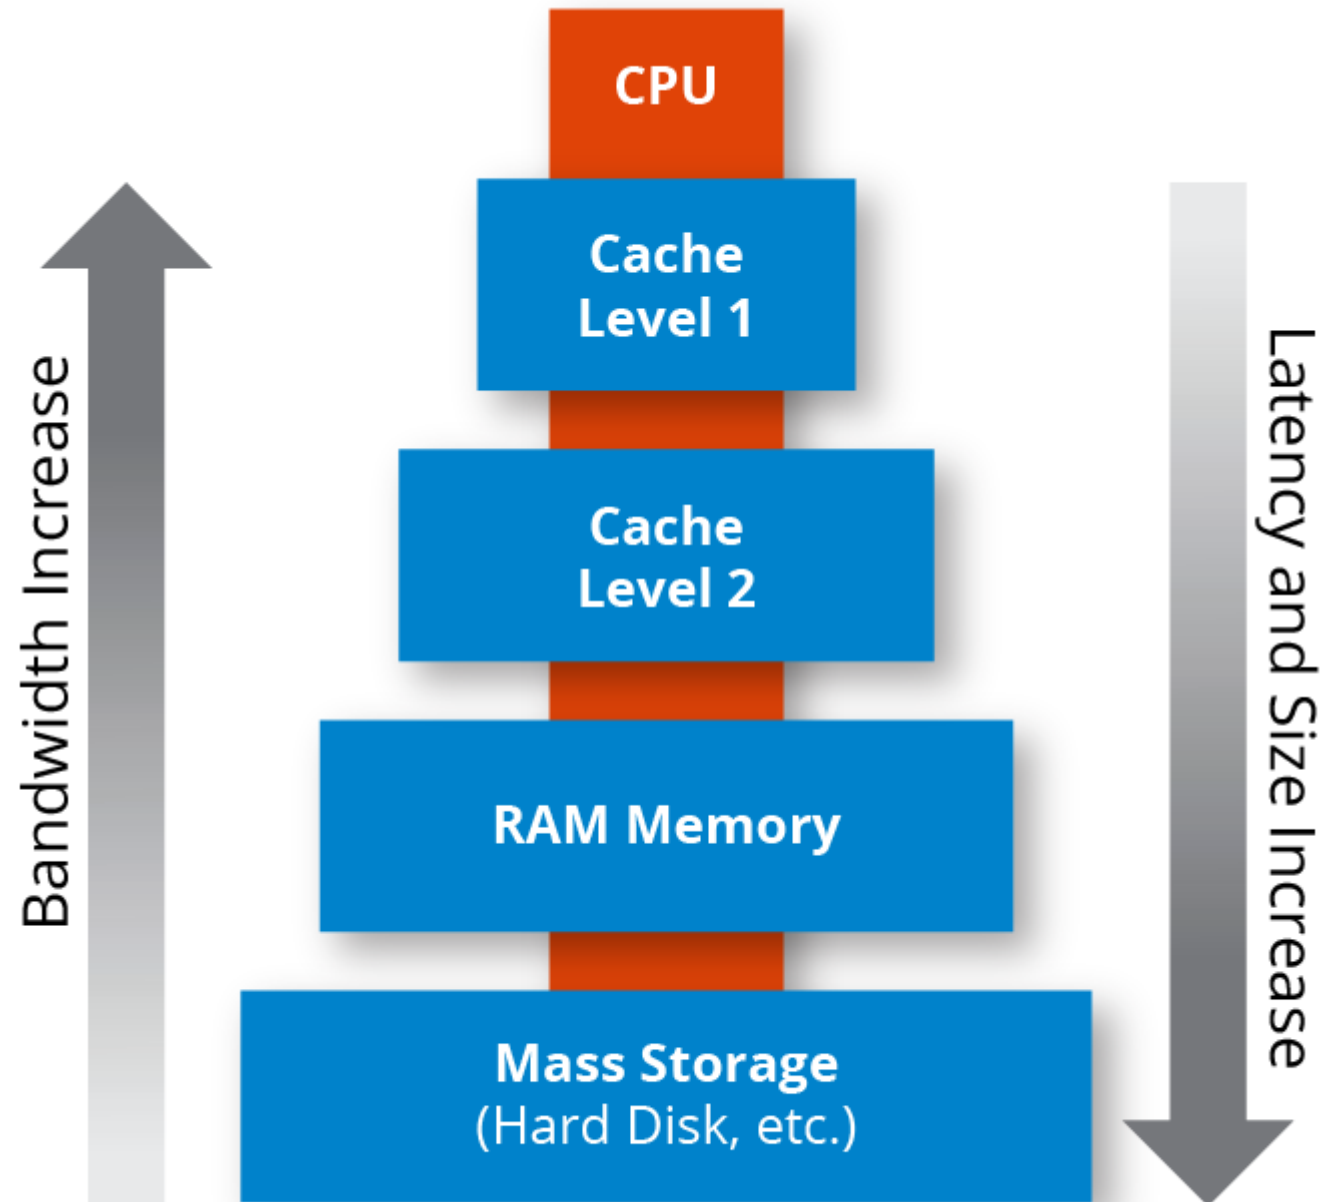 CPU
Cache
Level 1
Cache
Level 2
RAM Memory
Mass Storage
(Hard Disk, etc.)
Bandwidth Increase
Latency and Size Increase